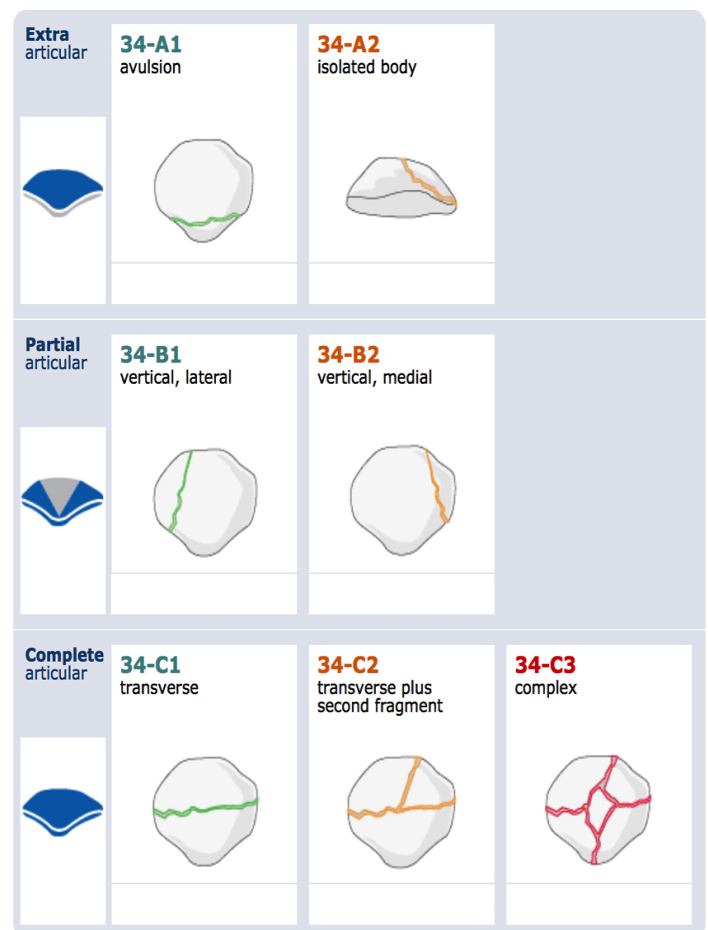 Extra
articular
34-A1
avulsion
34-A2
isolated body
Partial
articular
34-B1
vertical, lateral
34-B2
vertical, medial
Complete
articular
34-C1
transverse
34-C2
transverse plus
second fragment
34-C3
complex